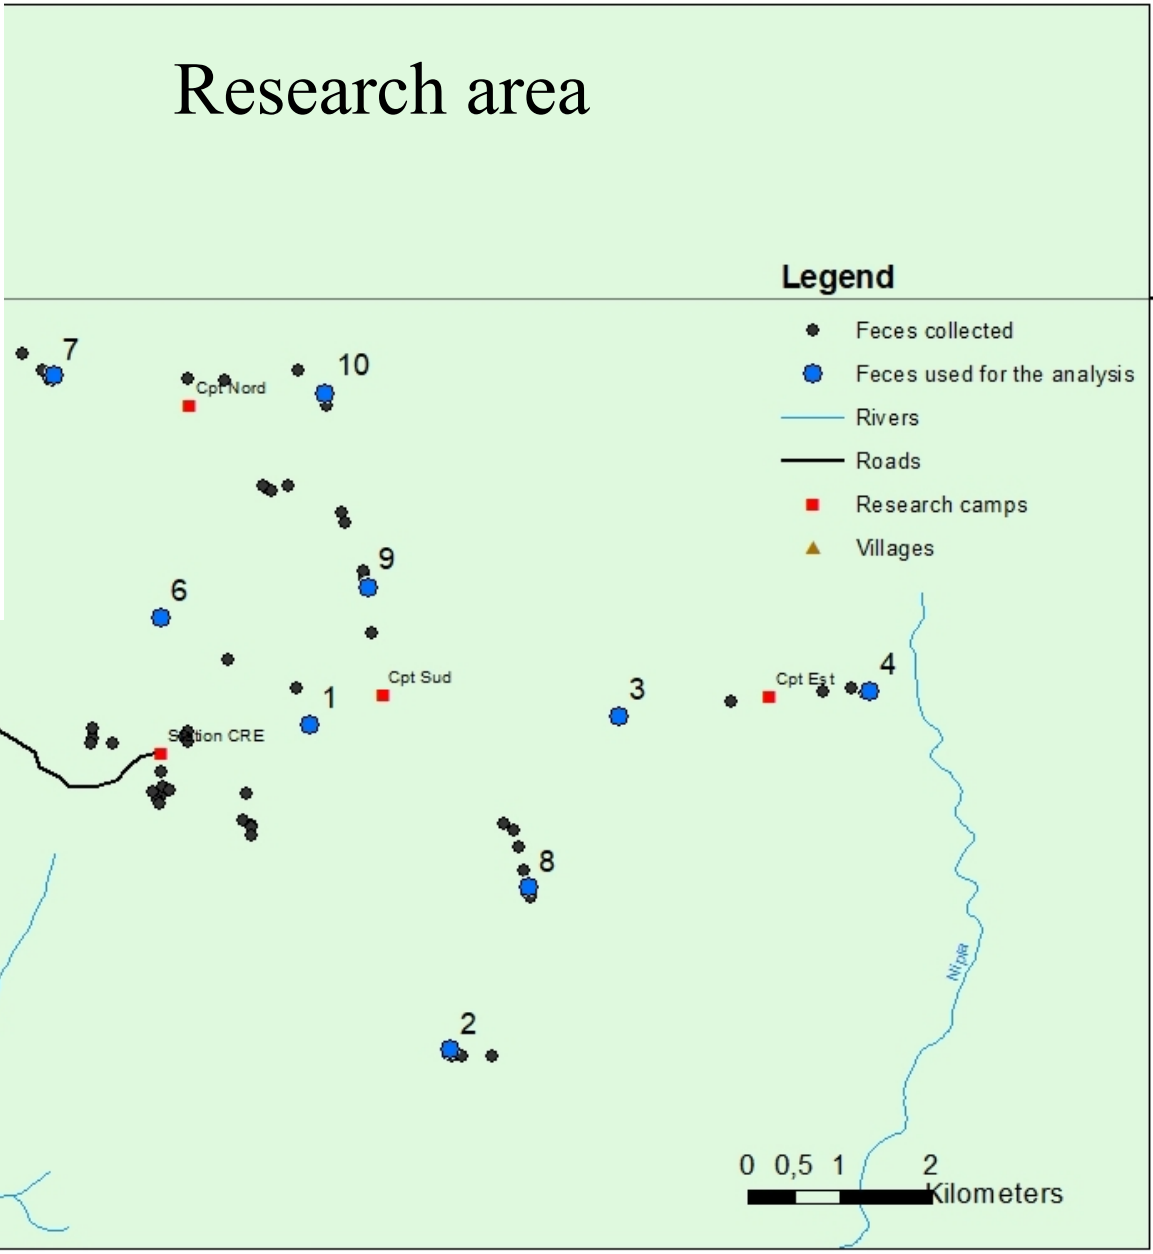 Research area
Legend
Feces collected
Feces used for the analysis
Rivers
Roads
Research camps
Villages
7
10
Cpt Nord
9
6
Cpt Sud
1
3
Cpt Est
4
Station CRE
8
Nipla
2
0 0,5 1 2
Kilometers